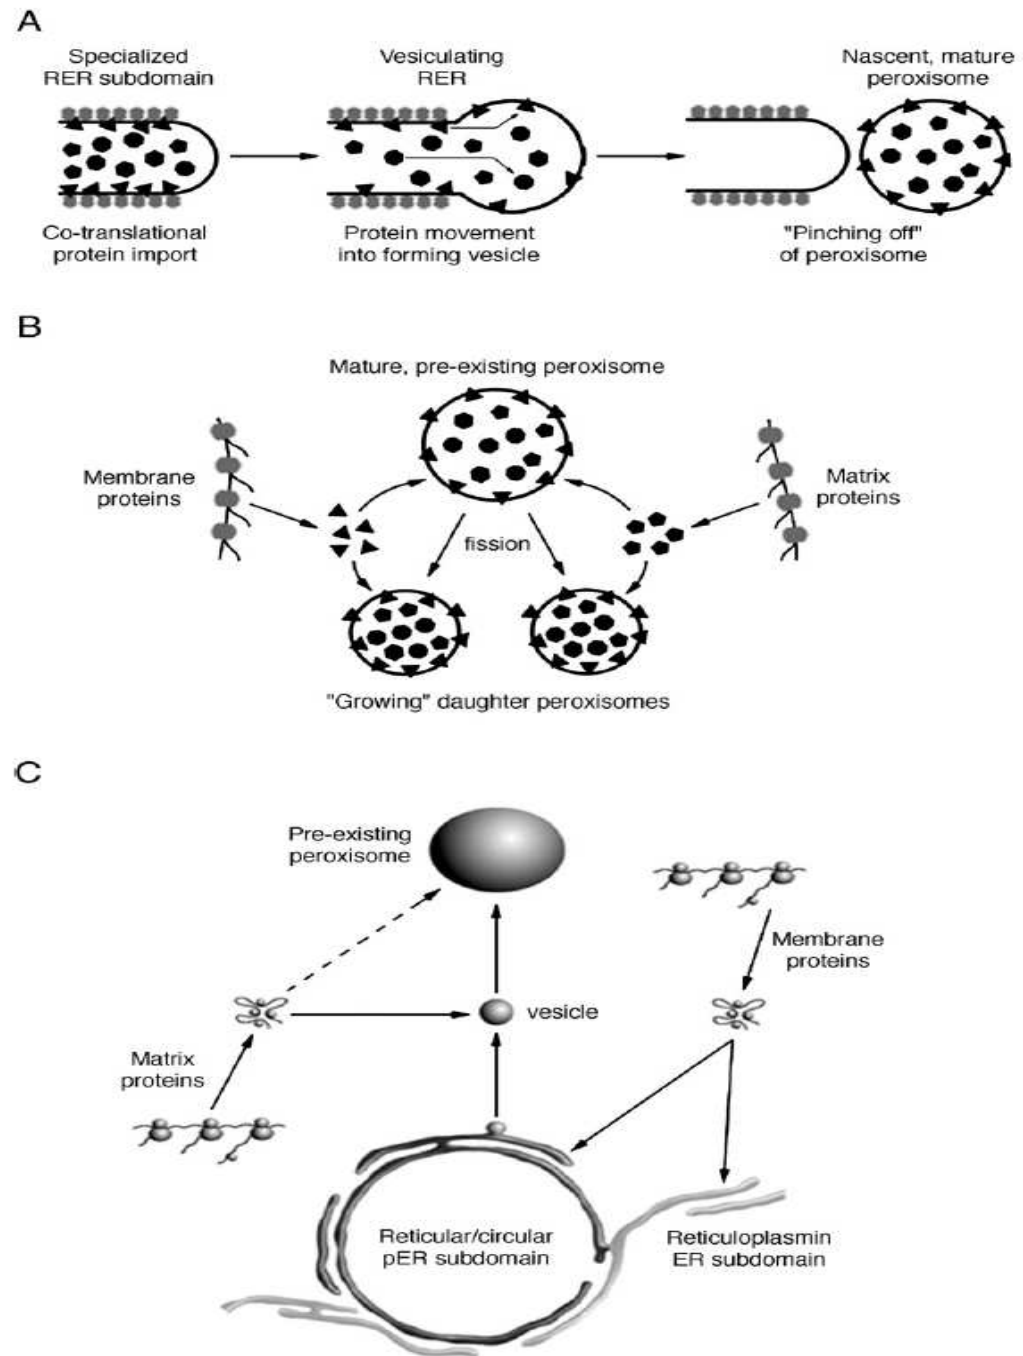 A
Specialized
RER subdomain
Vesiculating
RER
Nascent, mature
peroxisome
Co-translational
protein import
Protein movement
into forming vesicle
"Pinching off"
of peroxisome
B
Mature, pre-existing peroxisome
Membrane
proteins
Matrix
proteins
fission
"Growing" daughter peroxisomes
C
Pre-existing
peroxisome
Membrane
proteins
vesicle
Matrix
proteins
Reticular/circular
pER subdomain
Reticuloplasmin
ER subdomain